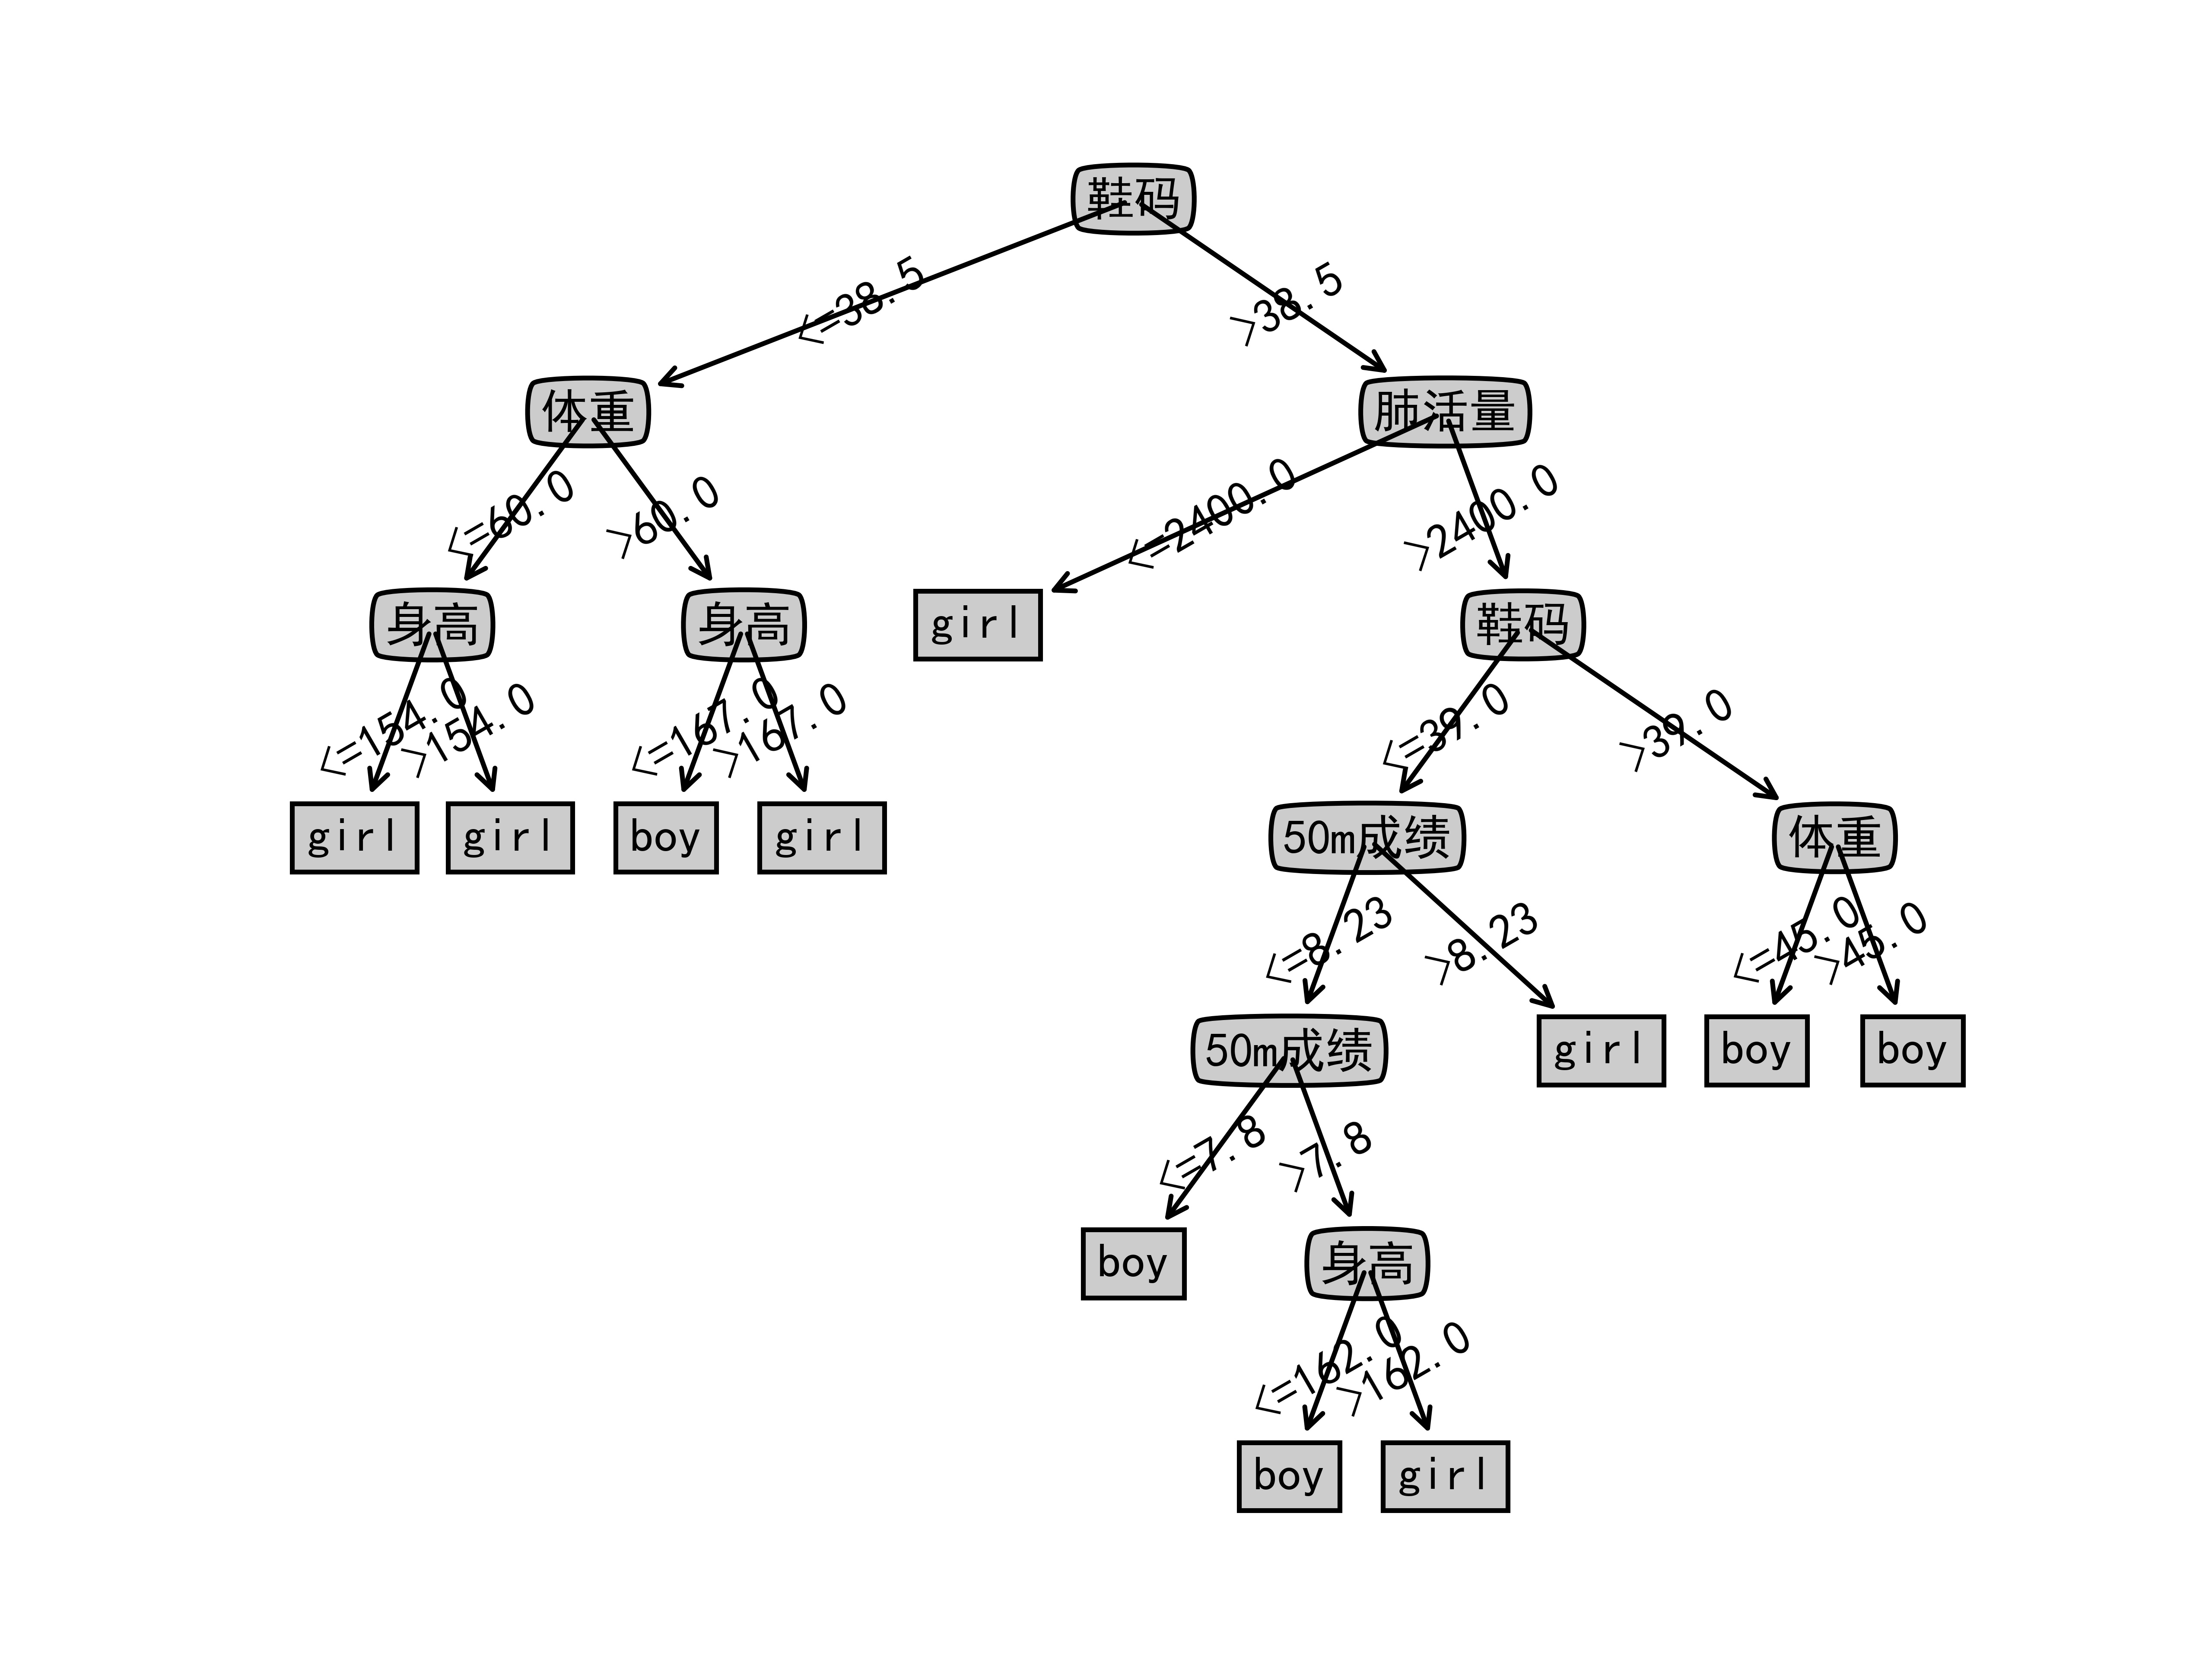 鞋码
<=38.5
>38.5
体重
肺活量
<=60.0
>60.0
<=2400.0
>2400.0
身高
身高
girl
鞋码
<=154.0
>154.0
<=167.0
>167.0
<=39.0
>39.0
girl
girl
boy
girl
50m成绩
体重
<=8.23
>8.23
<=45.0
>45.0
50m成绩
girl
boy
boy
<=7.8
>7.8
boy
身高
<=162.0
>162.0
boy
girl